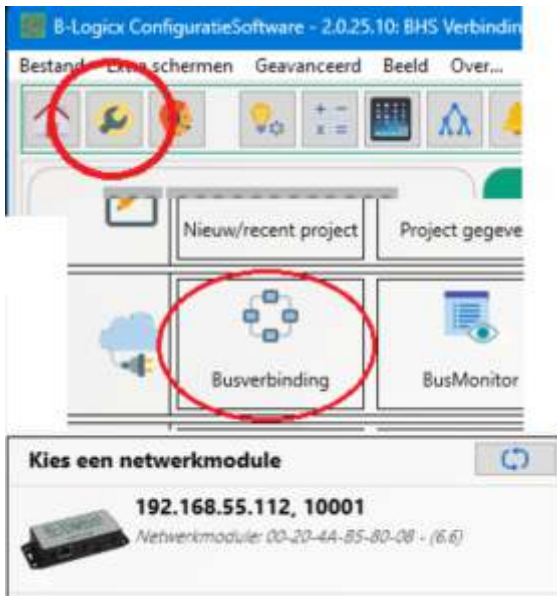 B-Logicx ConfiguratieSoftware - 2.0.25.10: BHS Verbindin
Bestand Extra schermen Geavanceerd Beeld Over...
Nieuw/recent project Project gegeve
Busverbinding BusMonitor
Kies een netwerkmodule
192.168.55.112, 10001
Netwerkmodule: 00-20-4A-B5-80-08 - (6.6)